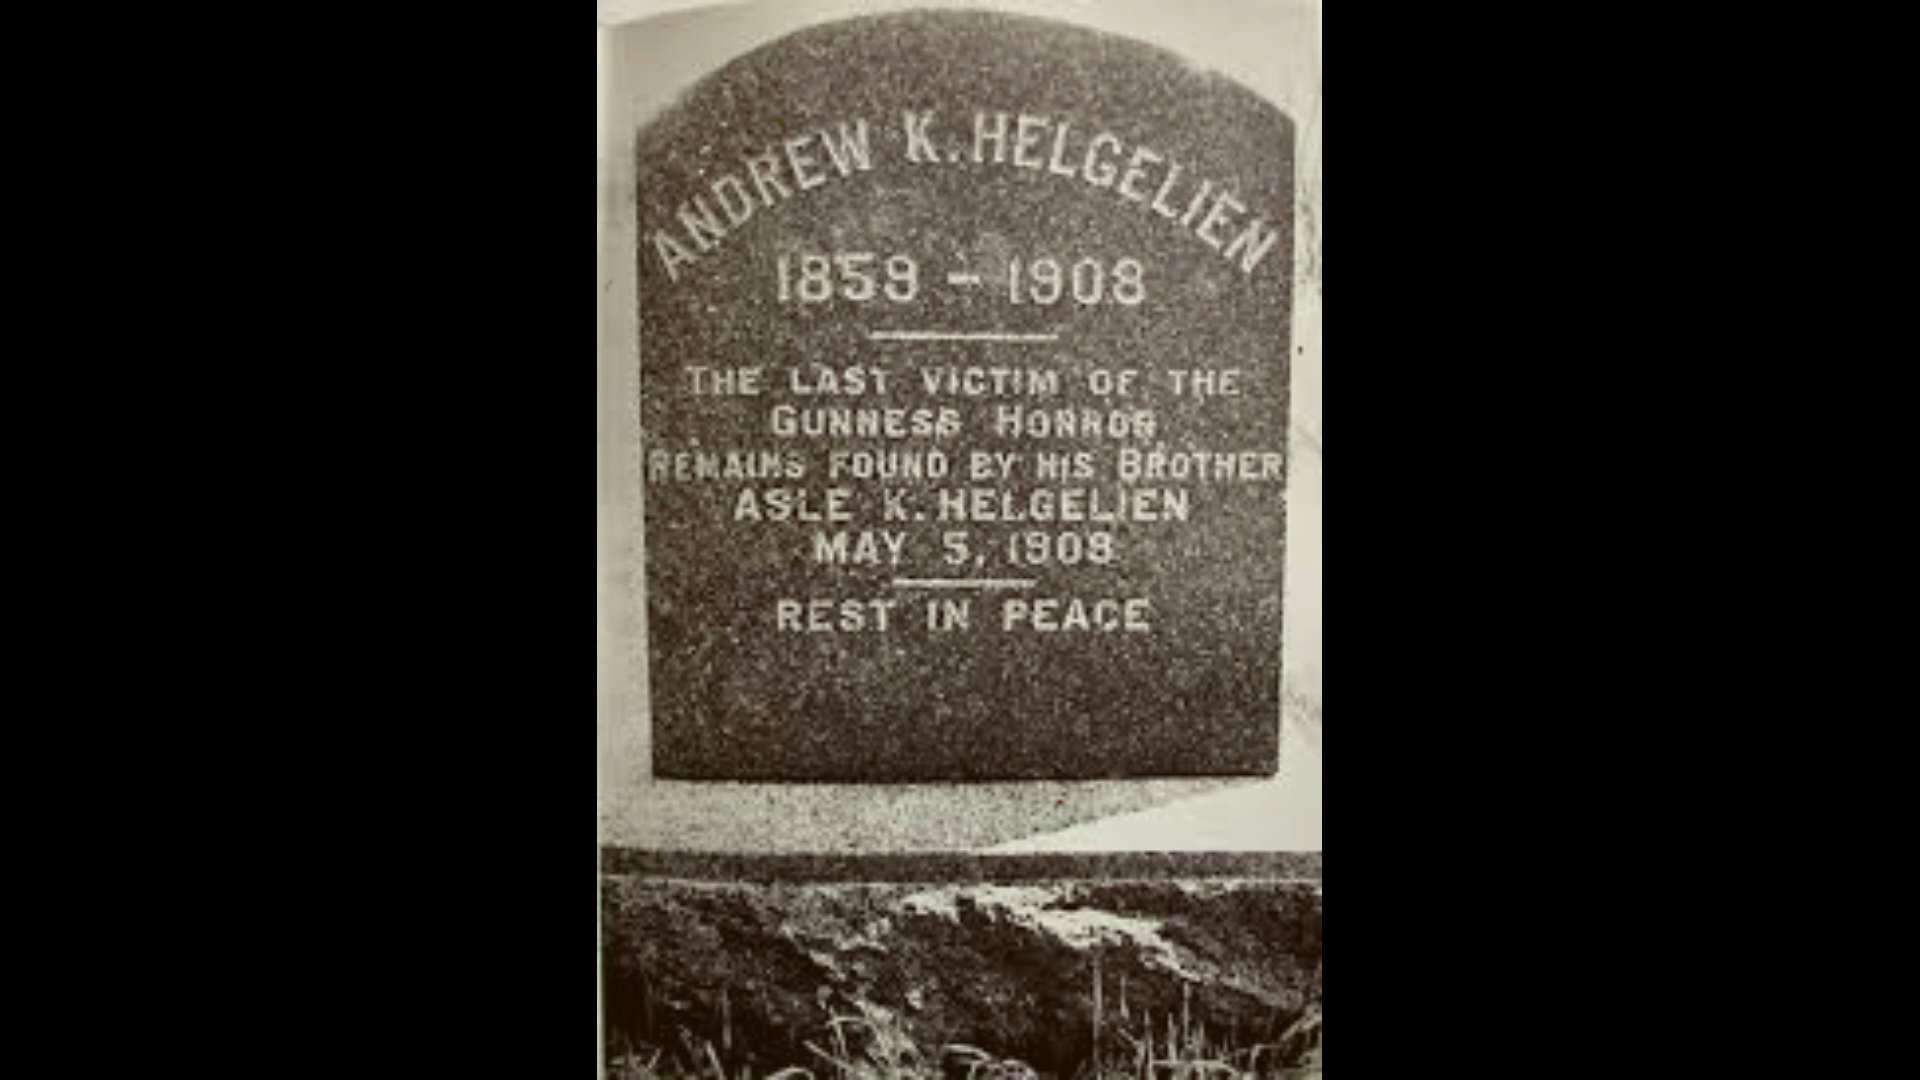 ANDREW K. HELGELIEN
1859 - 1908
THE LAST VICTIM OF THE
GUNNESS HORROR
REMAINS FOUND BY HIS BROTHER
ASLE K. HELGELIEN
MAY 5, 1908
REST IN PEACE